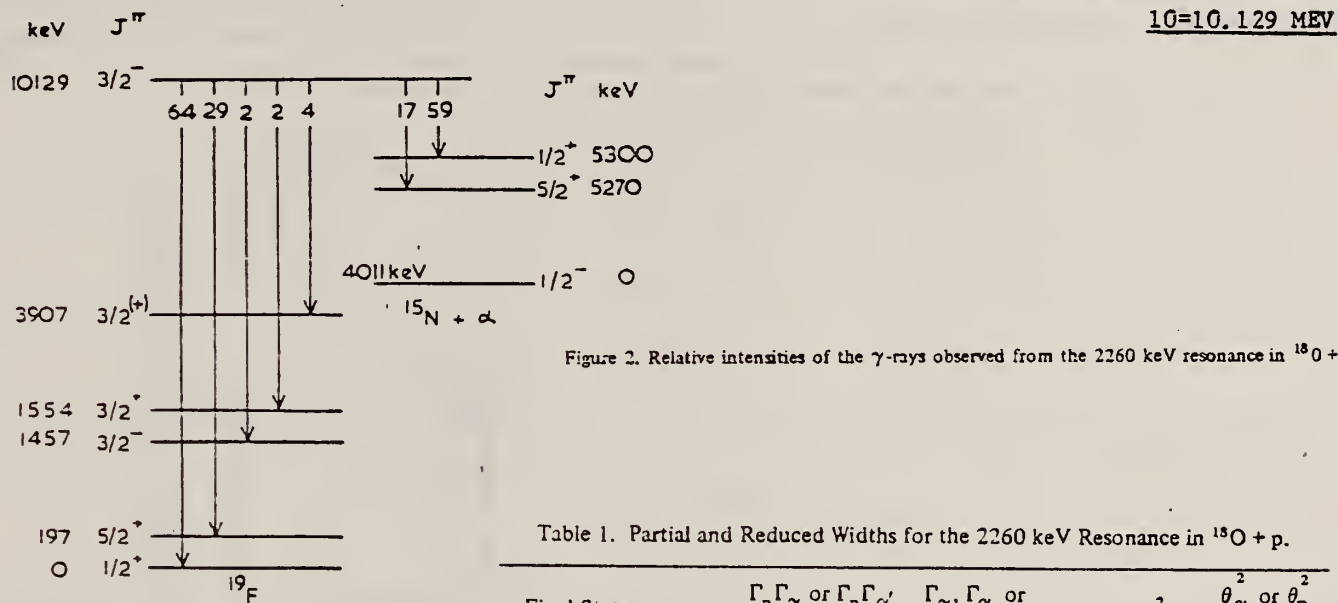 10=10.129 MEV
keV Jπ
10129 3/2-
64 29 2 2 4 17 59
Jπ keV
1/2+ 5300
5/2+ 5270
4011keV 1/2- 0
15N + α
3907 3/2(+)
1554 3/2+
1457 3/2-
197 5/2+
0 1/2+
19F
Figure 2. Relative intensities of the γ-rays observed from the 2260 keV resonance in 18O +
Table 1. Partial and Reduced Widths for the 2260 keV Resonance in 18O + p.